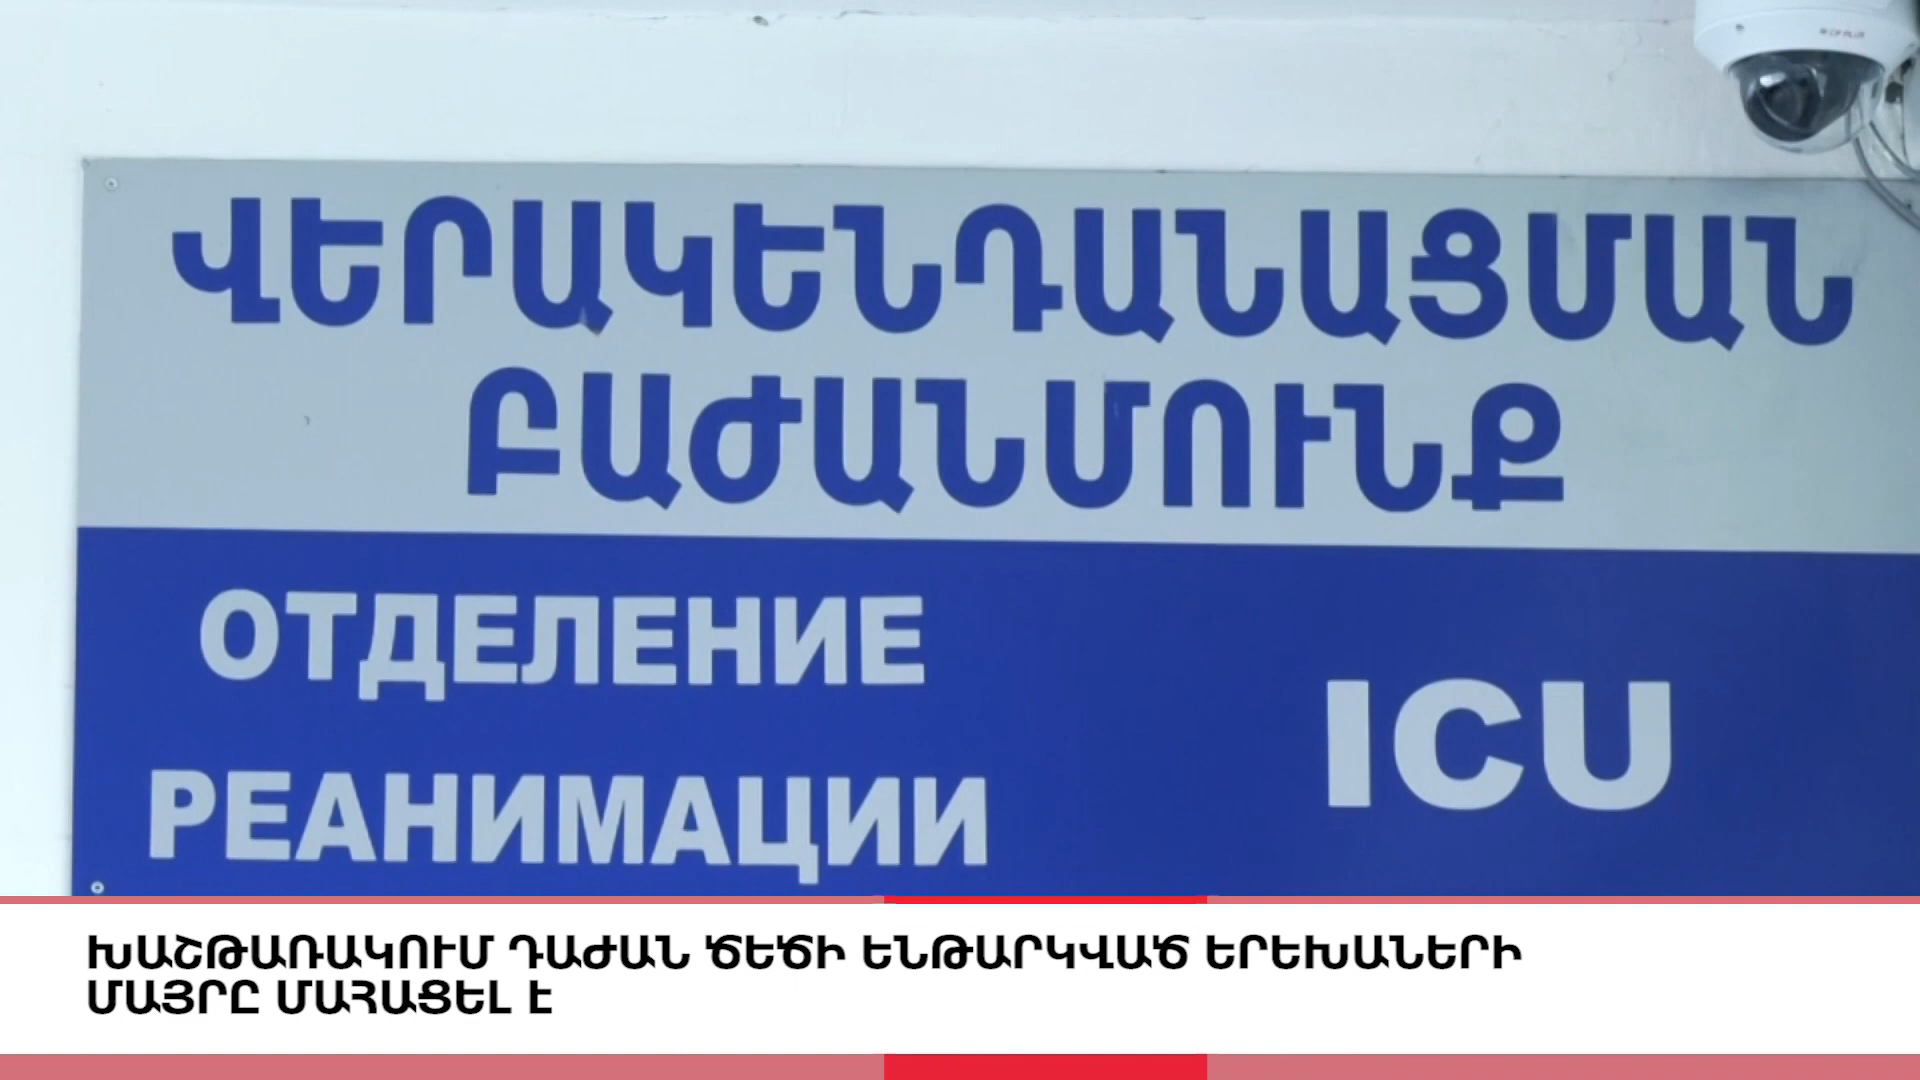 ՎԵՐԱԿԵՆԴԱՆԱՑՄԱՆ
ԲԱԺԱՆՄՈՒՆՔ
ОТДЕЛЕНИЕ
РЕАНИМАЦИИ
ICU
ԽԱՇԹԱՌԱԿՈՒՄ ԴԱԺԱՆ ԾԵԾԻ ԵՆԹԱՐԿՎԱԾ ԵՐԵԽԱՆԵՐԻ
ՄԱՅՐԸ ՄԱՀԱՑԵԼ Է